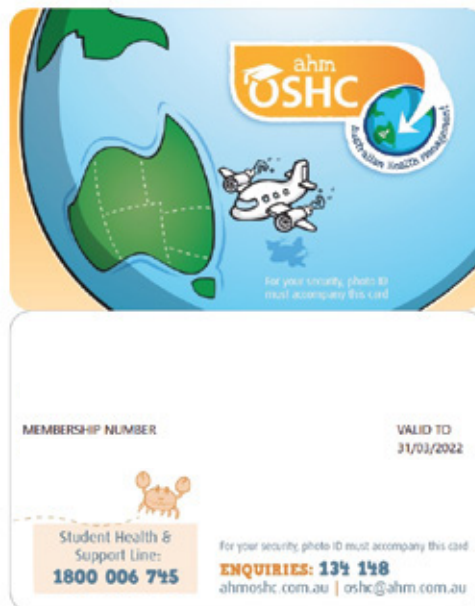 ahm
OSHC
Australian Health Management
For your security, photo ID
must accompany this card
MEMBERSHIP NUMBER
VALID TO
31/03/2022
Student Health &
Support Line:
1800 006 745
For your security, photo ID must accompany this card
ENQUIRIES: 134 148
ahmoshc.com.au | oshc@ahm.com.au